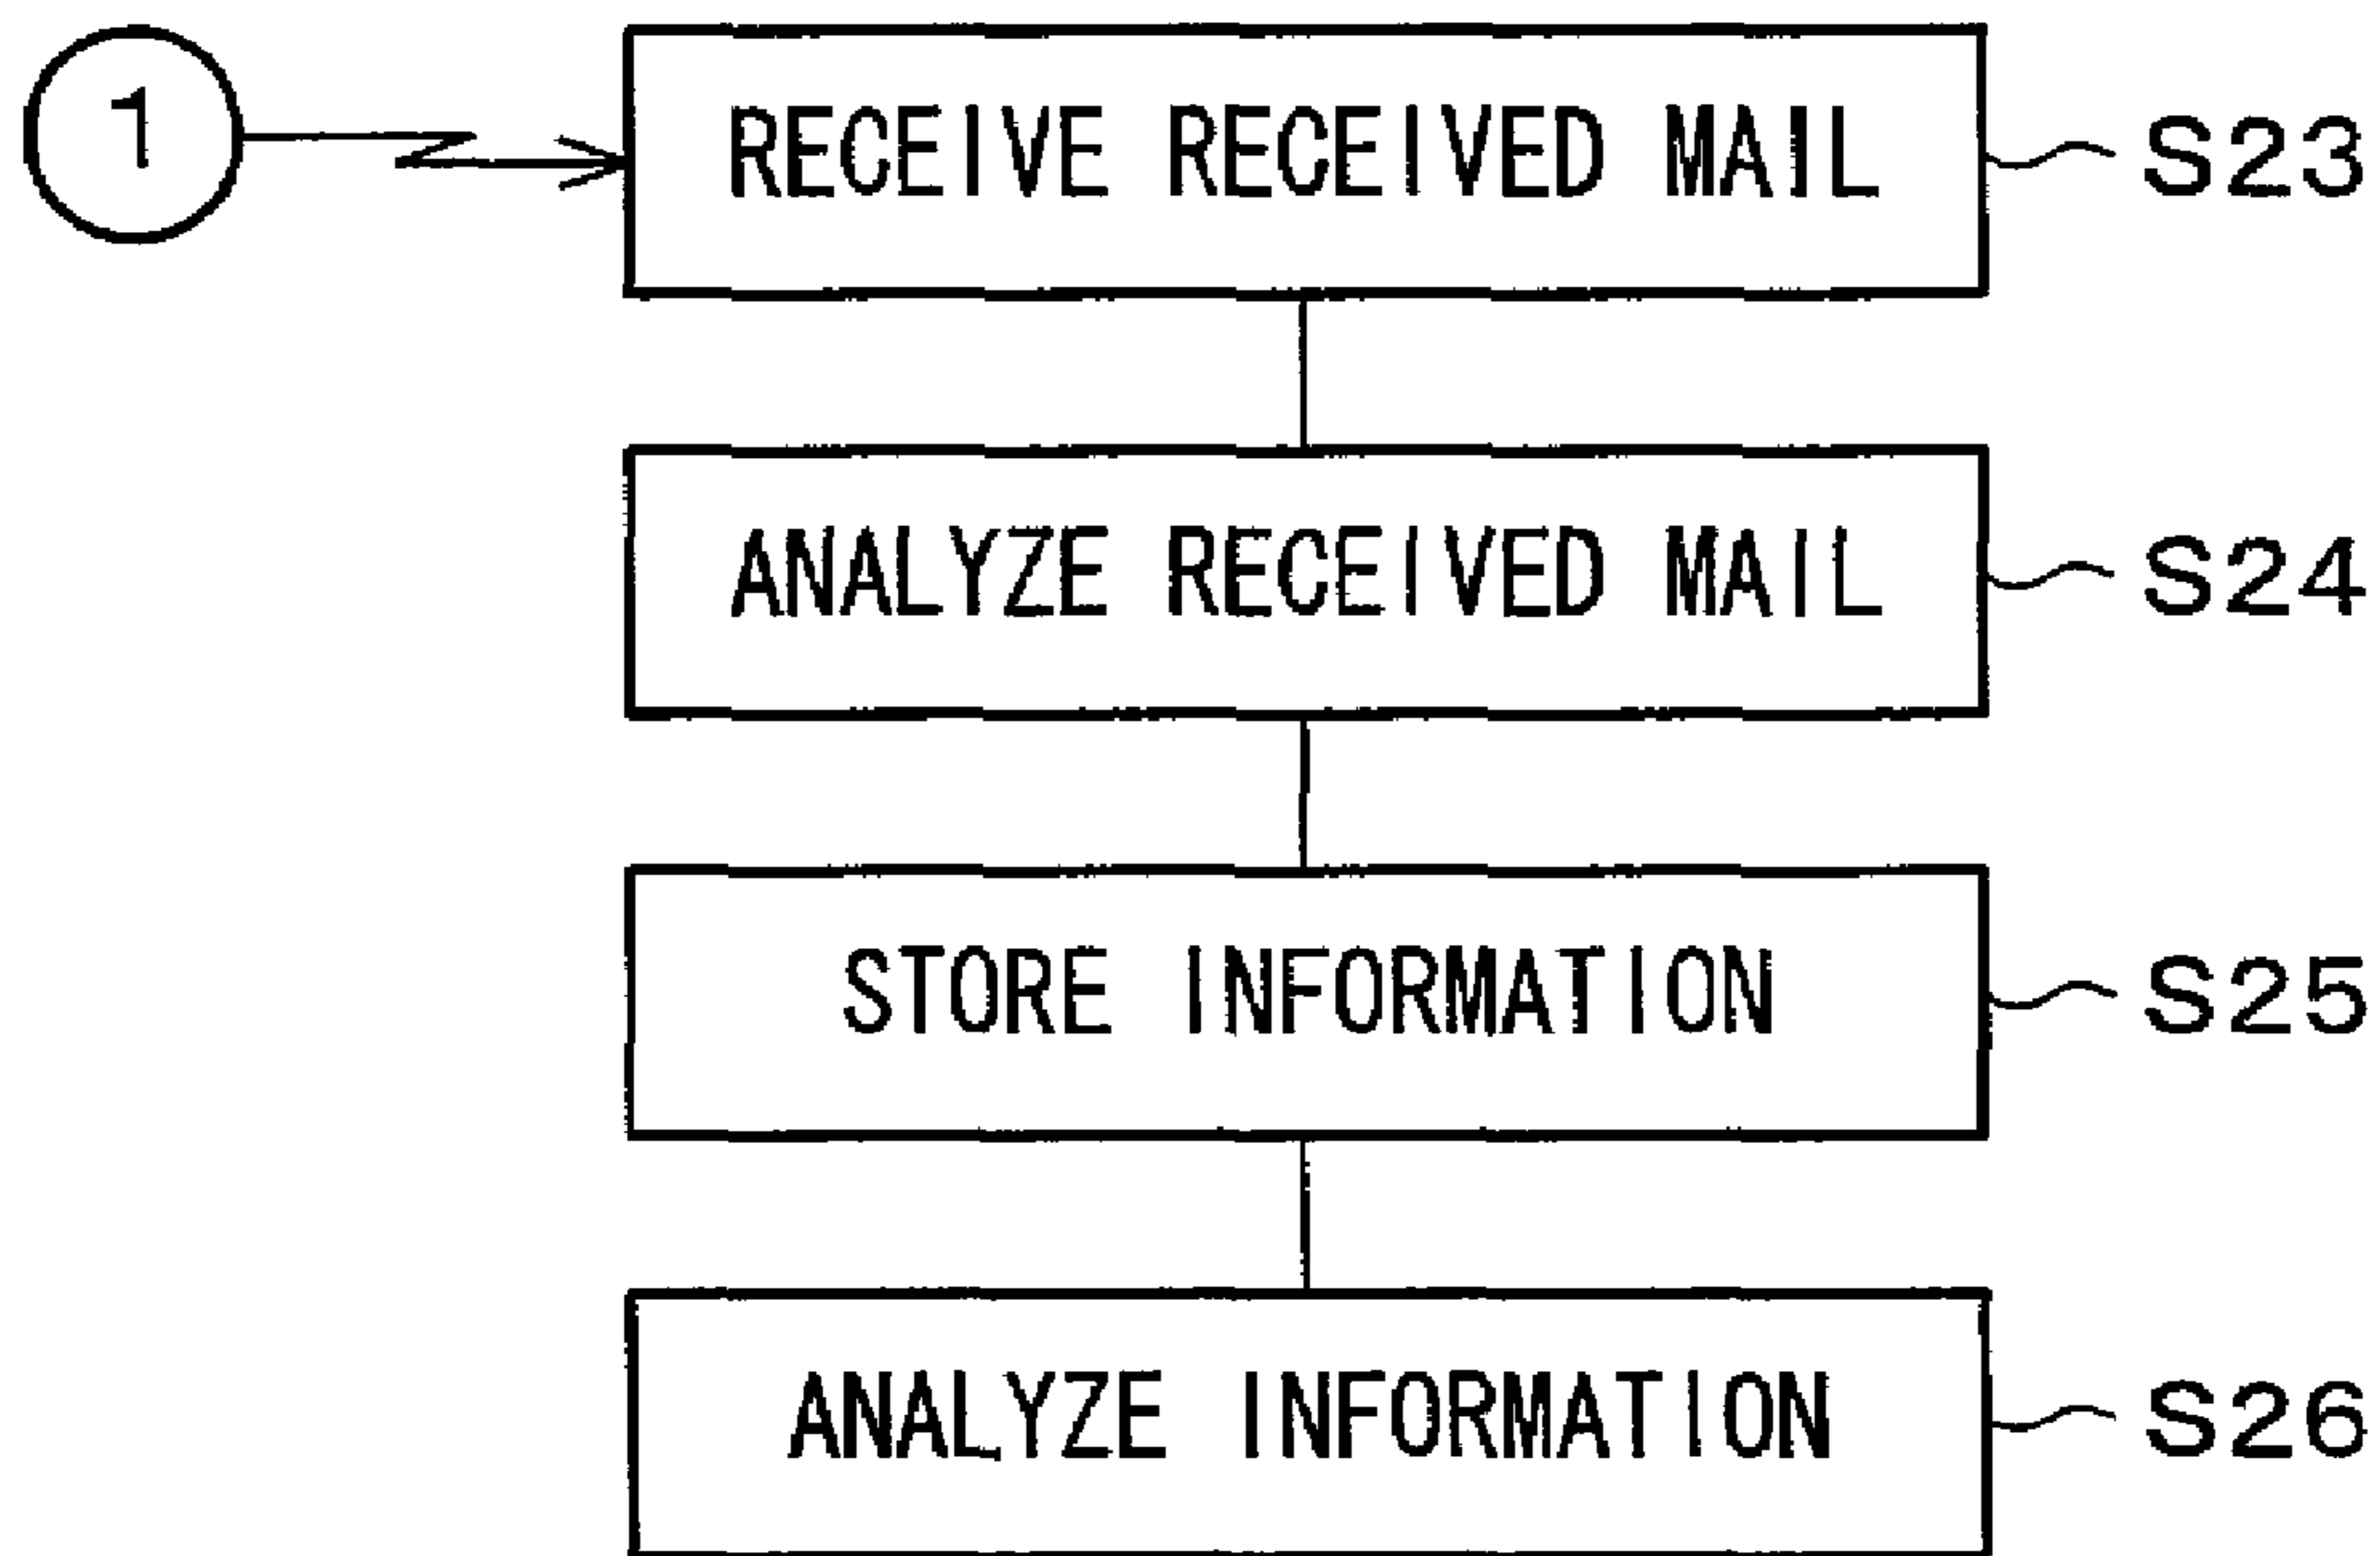 1
RECEIVE RECEIVED MAIL S23
ANALYZE RECEIVED MAIL S24
STORE INFORMATION S25
ANALYZE INFORMATION S26